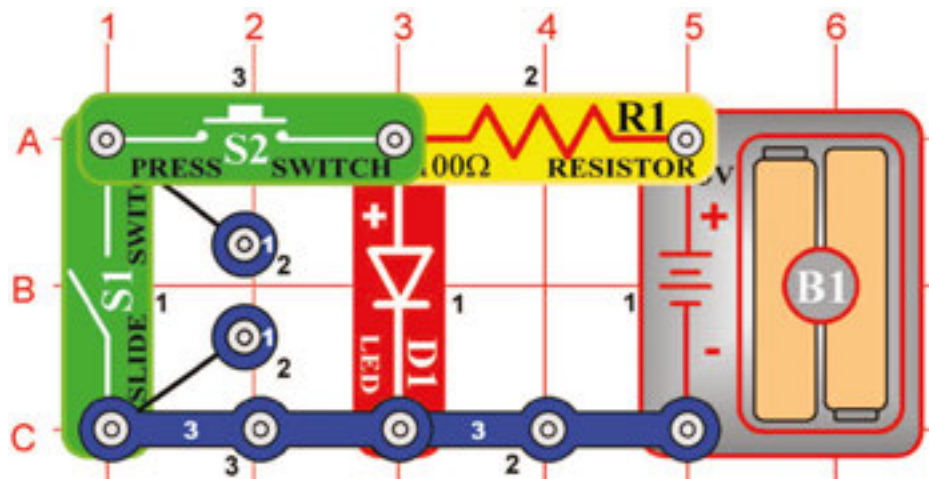 1 2 3 4 5 6
3 2
A
S2 R1
PRESS SWITCH 00Ω RESISTOR
V
SWIT
+ +
1 2
B
S1 1 1 1 B1
1 2
SLIDE
D1
LED
-
C
3 3
3 2